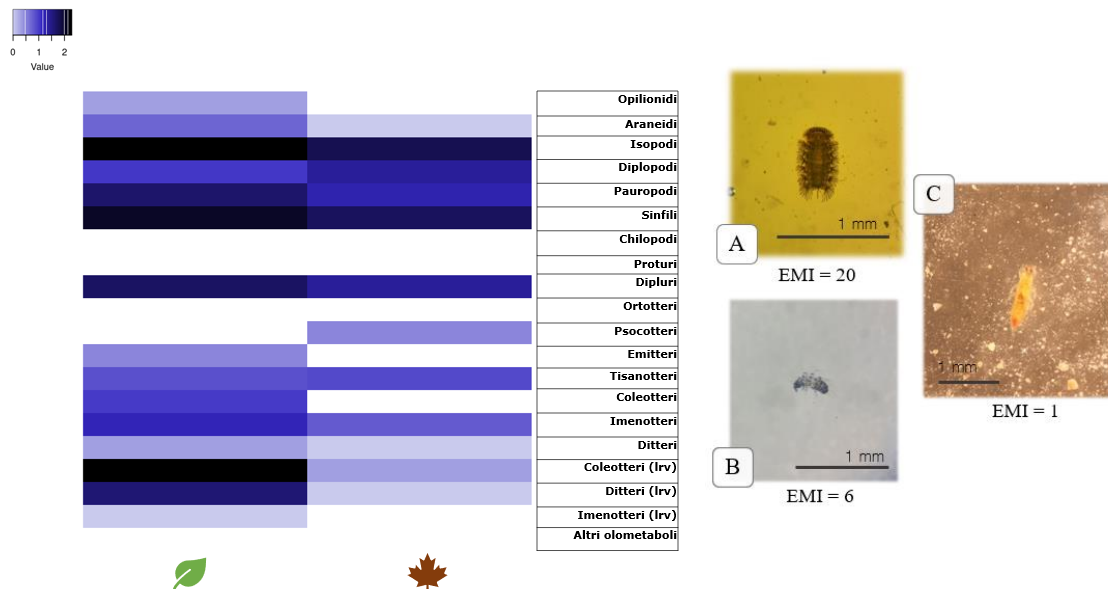 0 1 2
Value
Opilionidi
Araneidi
Isopodi
Diplopodi
Pauropodi
Sinfili
Chilopodi
Proturi
Dipluri
Ortotteri
Psocotteri
Emitteri
Tisanotteri
Coleotteri
Imenotteri
Ditteri
Coleotteri (lrv)
Ditteri (lrv)
Imenotteri (lrv)
Altri olometaboli
1 mm
A
EMI = 20
1 mm
B
EMI = 6
C
1 mm
EMI = 1